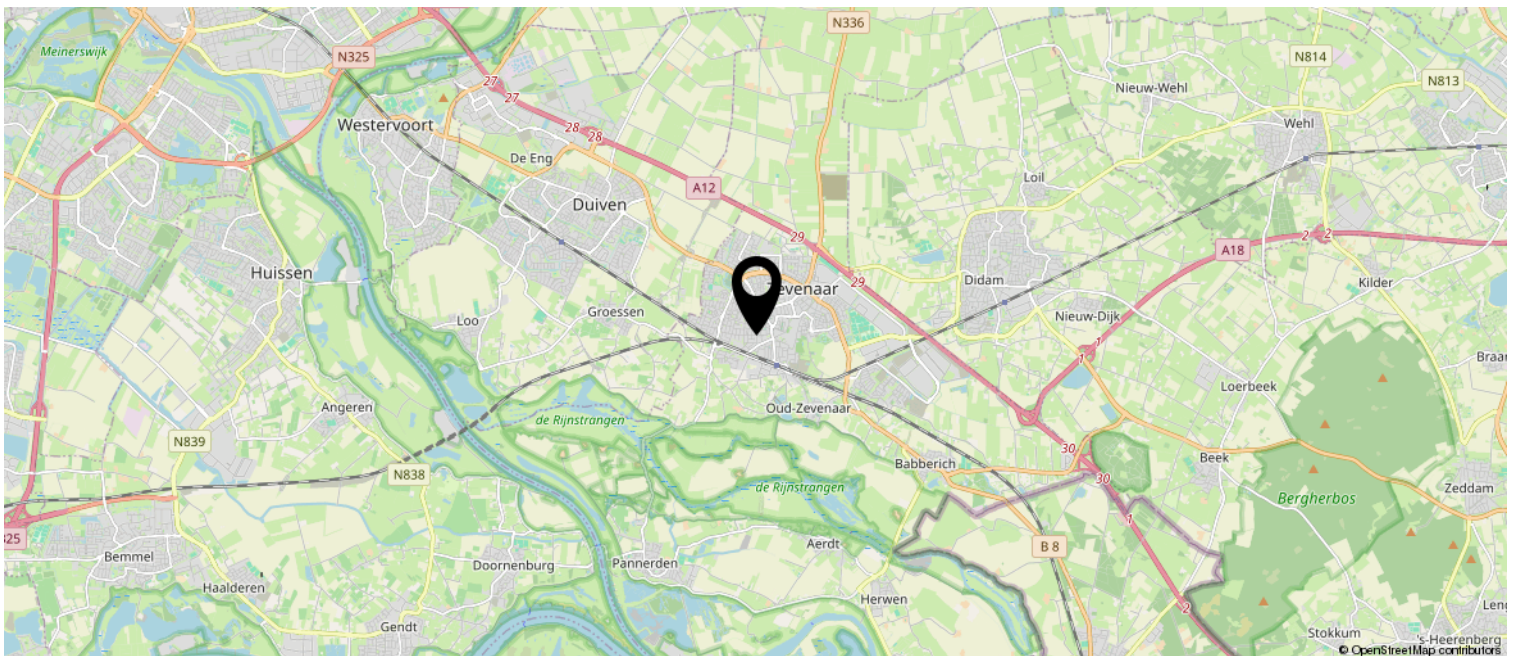 N336
Meinerswijk
N325
N814
27
N813
Nieuw-Wehl
27
Westervoort
28
28
Wehl
De Eng
Loil
A12
Duiven
29
2
2
A18
Huissen
29
Didam
Kilder
Zevenaar
Groessen
Nieuw-Dijk
Loo
1
1
Braa
Loerbeek
Angeren
Oud-Zevenaar
de Rijnstrangen
N839
30
Beek
Babberich
N838
30
de Rijnstrangen
Zeddam
Bergherbos
1
325
Aerdt
B 8
Bemmel
Doornenburg
Pannerden
Haalderen
Herwen
2
Len
Gendt
Stokkum
's-Heerenberg
© OpenStreetMap contributors